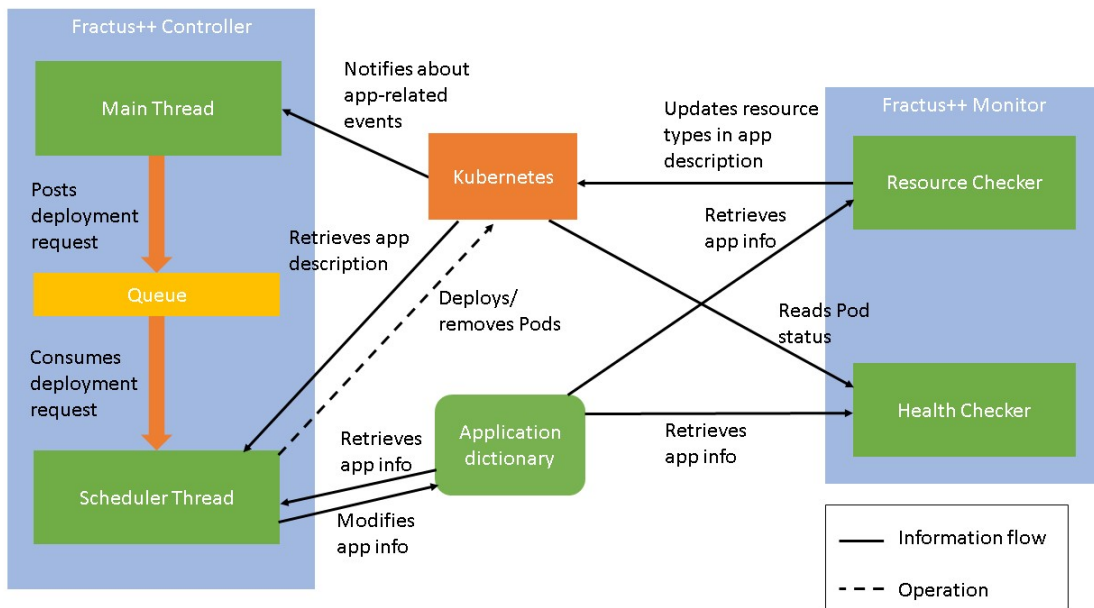 Fractus++ Controller
Main Thread
Notifies about
app-related
events
Updates resource
types in app
description
Fractus++ Monitor
Kubernetes
Resource Checker
Posts
deployment
request
Retrieves app
description
Retrieves
app info
Queue
Deploys/
removes Pods
Reads Pod
status
Consumes
deployment
request
Health Checker
Application
dictionary
Retrieves
app info
Retrieves
app info
Scheduler Thread
Modifies
app info
Information flow
Operation